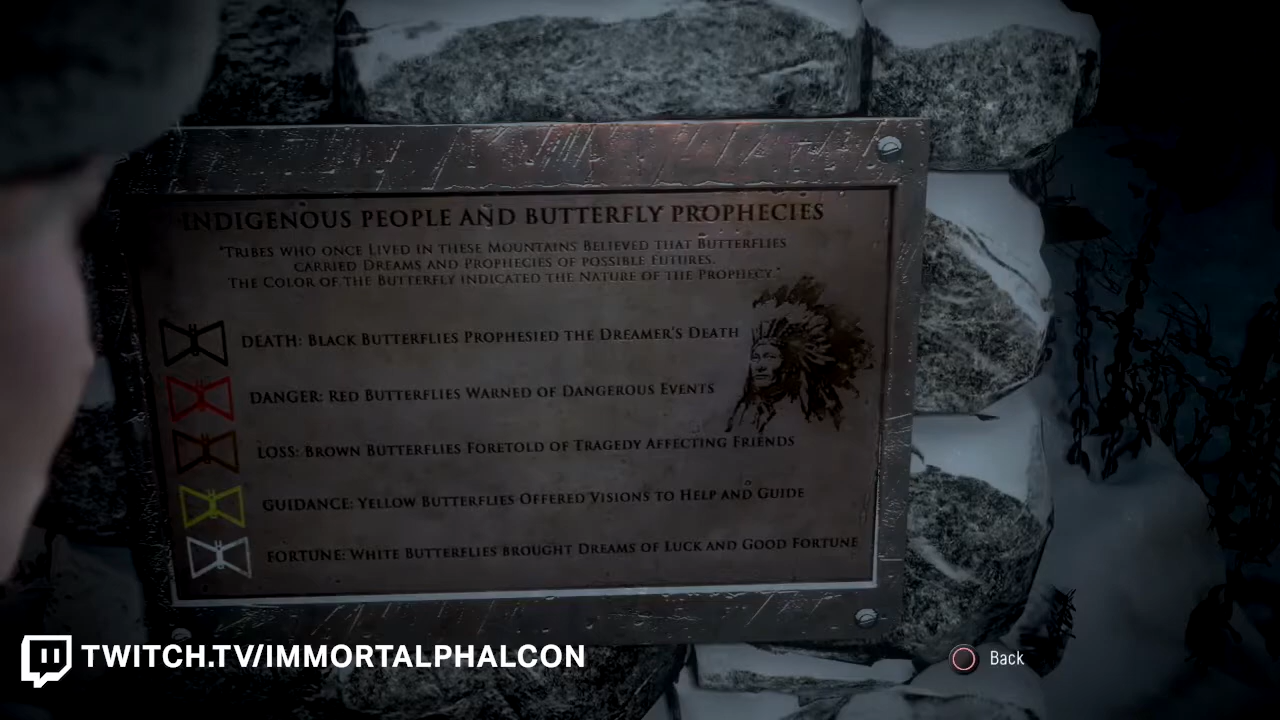 INDIGENOUS PEOPLE AND BUTTERFLY PROPHECIES
"TRIBES WHO ONCE LIVED IN THESE MOUNTAINS BELIEVED THAT BUTTERFLIES
CARRIED DREAMS AND PROPHECIES OF POSSIBLE FUTURES.
THE COLOR OF THE BUTTERFLY INDICATED THE NATURE OF THE PROPHECY."
DEATH: BLACK BUTTERFLIES PROPHESIED THE DREAMER'S DEATH
DANGER: RED BUTTERFLIES WARNED OF DANGEROUS EVENTS
LOSS: BROWN BUTTERFLIES FORETOLD OF TRAGEDY AFFECTING FRIENDS
GUIDANCE: YELLOW BUTTERFLIES OFFERED VISIONS TO HELP AND GUIDE
FORTUNE: WHITE BUTTERFLIES BROUGHT DREAMS OF LUCK AND GOOD FORTUNE
TWITCH.TV/IMMORTALPHALCON
Back